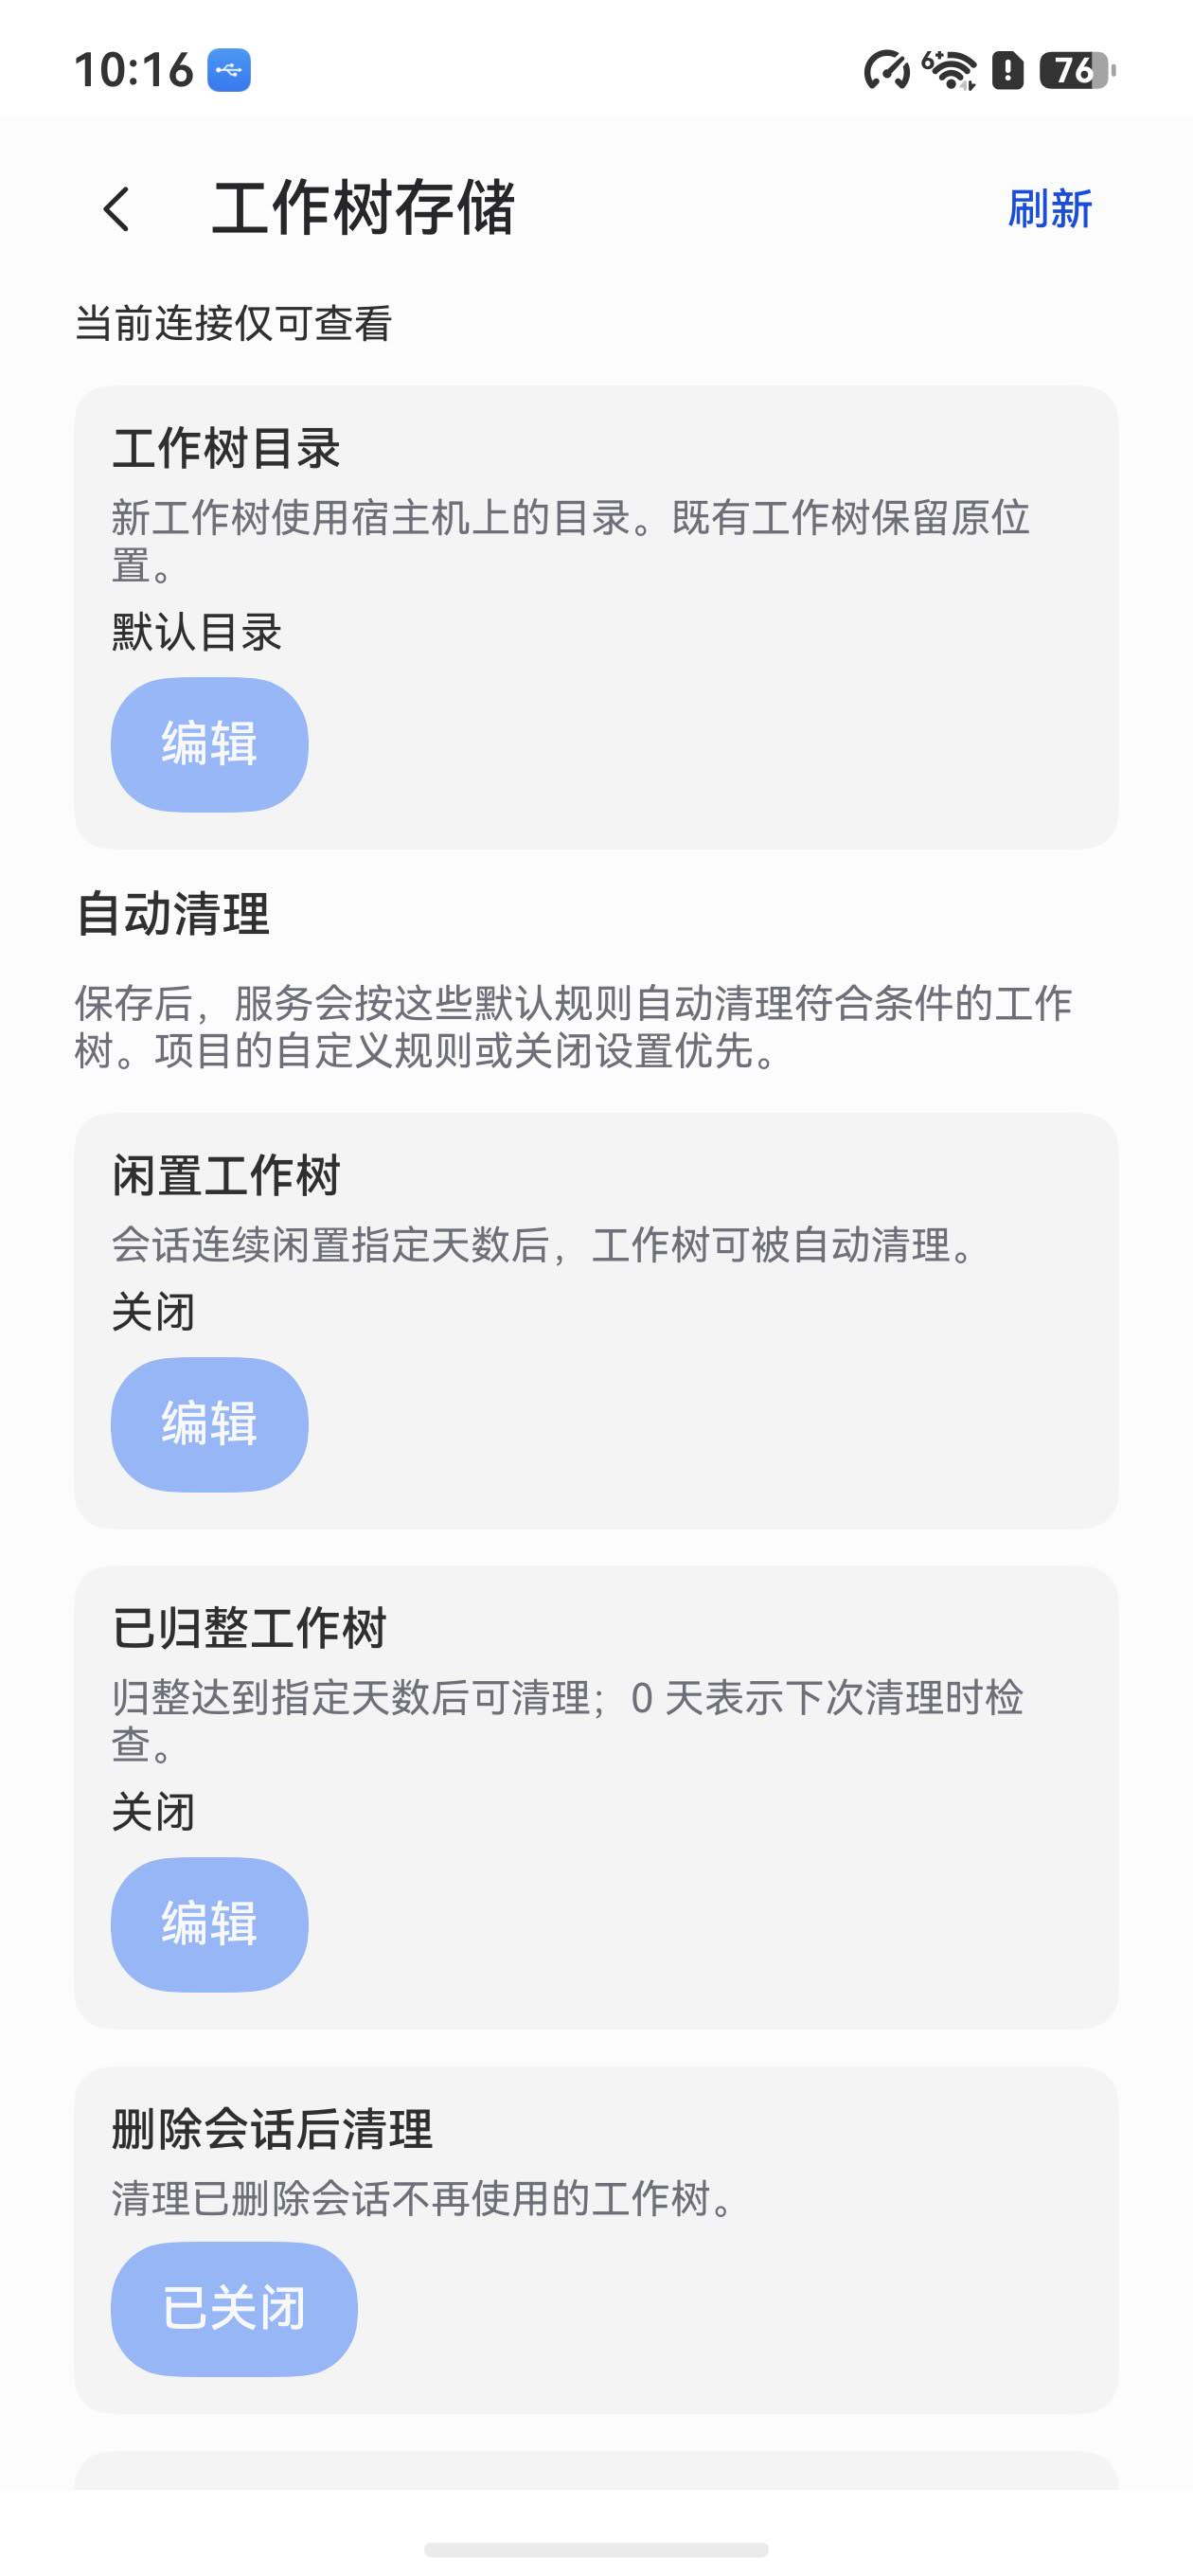 10:16
76
工作树存储
刷新
当前连接仅可查看
工作树目录
新工作树使用宿主机上的目录。既有工作树保留原位
置。
默认目录
编辑
自动清理
保存后，服务会按这些默认规则自动清理符合条件的工作
树。项目的自定义规则或关闭设置优先。
闲置工作树
会话连续闲置指定天数后，工作树可被自动清理。
关闭
编辑
已归整工作树
归整达到指定天数后可清理；0 天表示下次清理时检
查。
关闭
编辑
删除会话后清理
清理已删除会话不再使用的工作树。
已关闭